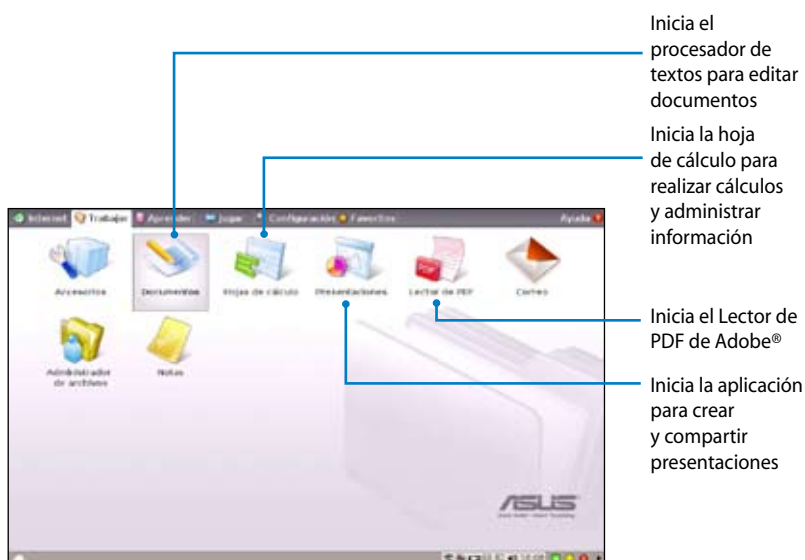 Inicia el
procesador de
textos para editar
documentos
Inicia la hoja
de cálculo para
realizar cálculos
y administrar
información
Internet Trabajar Aprender Jugar Configuración Favoritos Ayuda
Accesorios Documentos Hojas de cálculo Presentaciones Lector de PDF Correo
Administrador
de archivos
Notas
Inicia el Lector de
PDF de Adobe®
Inicia la aplicación
para crear
y compartir
presentaciones
ASUS